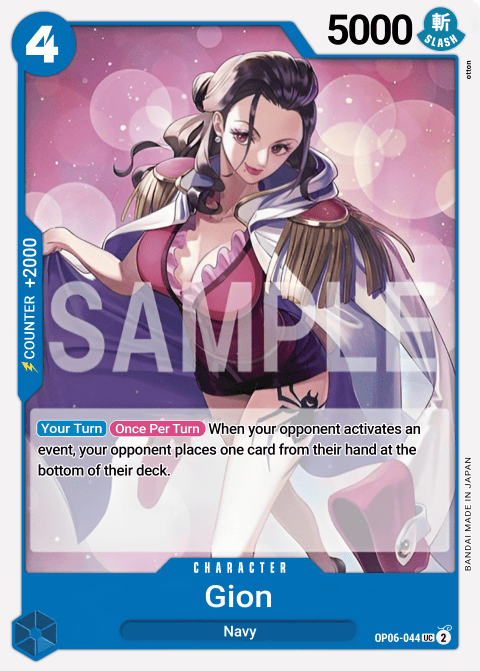 4
5000
斬
SLASH
otton
COUNTER +2000
SAMPLE
Your Turn Once Per Turn When your opponent activates an
event, your opponent places one card from their hand at the
bottom of their deck.
BANDAI MADE IN JAPAN
CHARACTER
Gion
Navy
OP06-044 UC 2